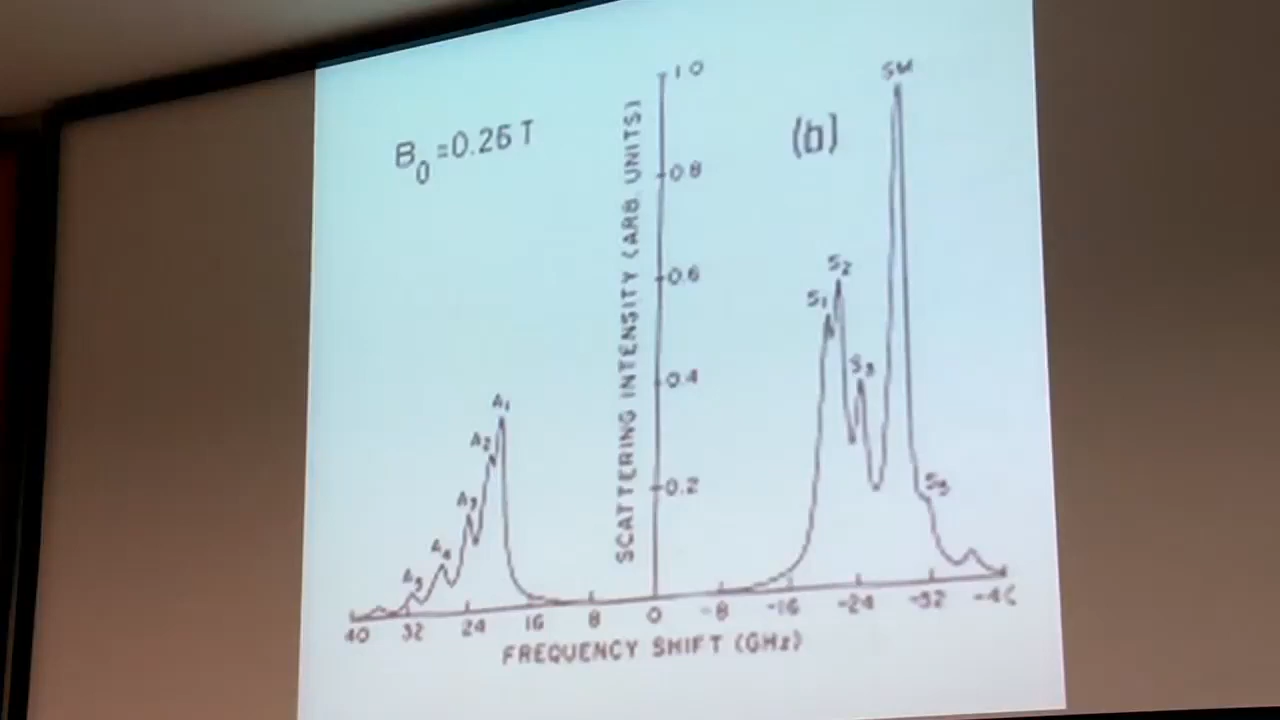 B₀=0.26 T
(b)
SCATTERING INTENSITY (ARB. UNITS)
1.0
0.8
0.6
0.4
0.2
SM
S₂
S₁
S₃
S₅
A₁
A₂
A₃
A₄
A₅
40 32 24 16 8 0 -8 -16 -24 -32
FREQUENCY SHIFT (GHz)